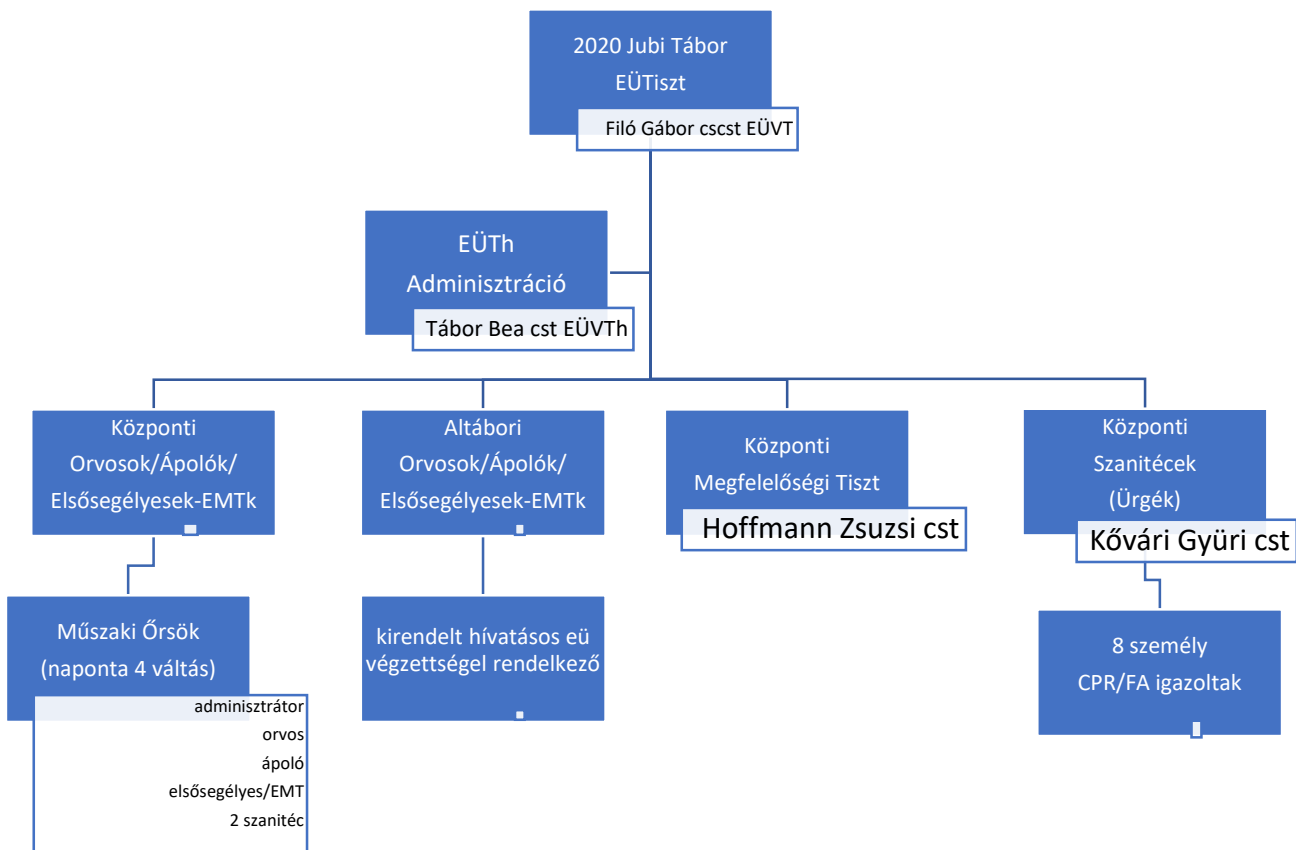 2020 Jubi Tábor
EÜTiszt
Filó Gábor cscst EÜVT
EÜTh
Adminisztráció
Tábor Bea cst EÜVTh
Központi
Orvosok/Ápolók/
Elsősegélyesek-EMTk
Altábori
Orvosok/Ápolók/
Elsősegélyesek-EMTk
Központi
Megfelelőségi Tiszt
Hoffmann Zsuzsi cst
Központi
Szanitécek
(Ürgék)
Kővári Gyüri cst
Műszaki Őrsök
(naponta 4 váltás)
adminisztrátor
orvos
ápoló
elsősegélyes/EMT
2 szanitéc
kirendelt hívatásos eü
végzettségel rendelkező
8 személy
CPR/FA igazoltak